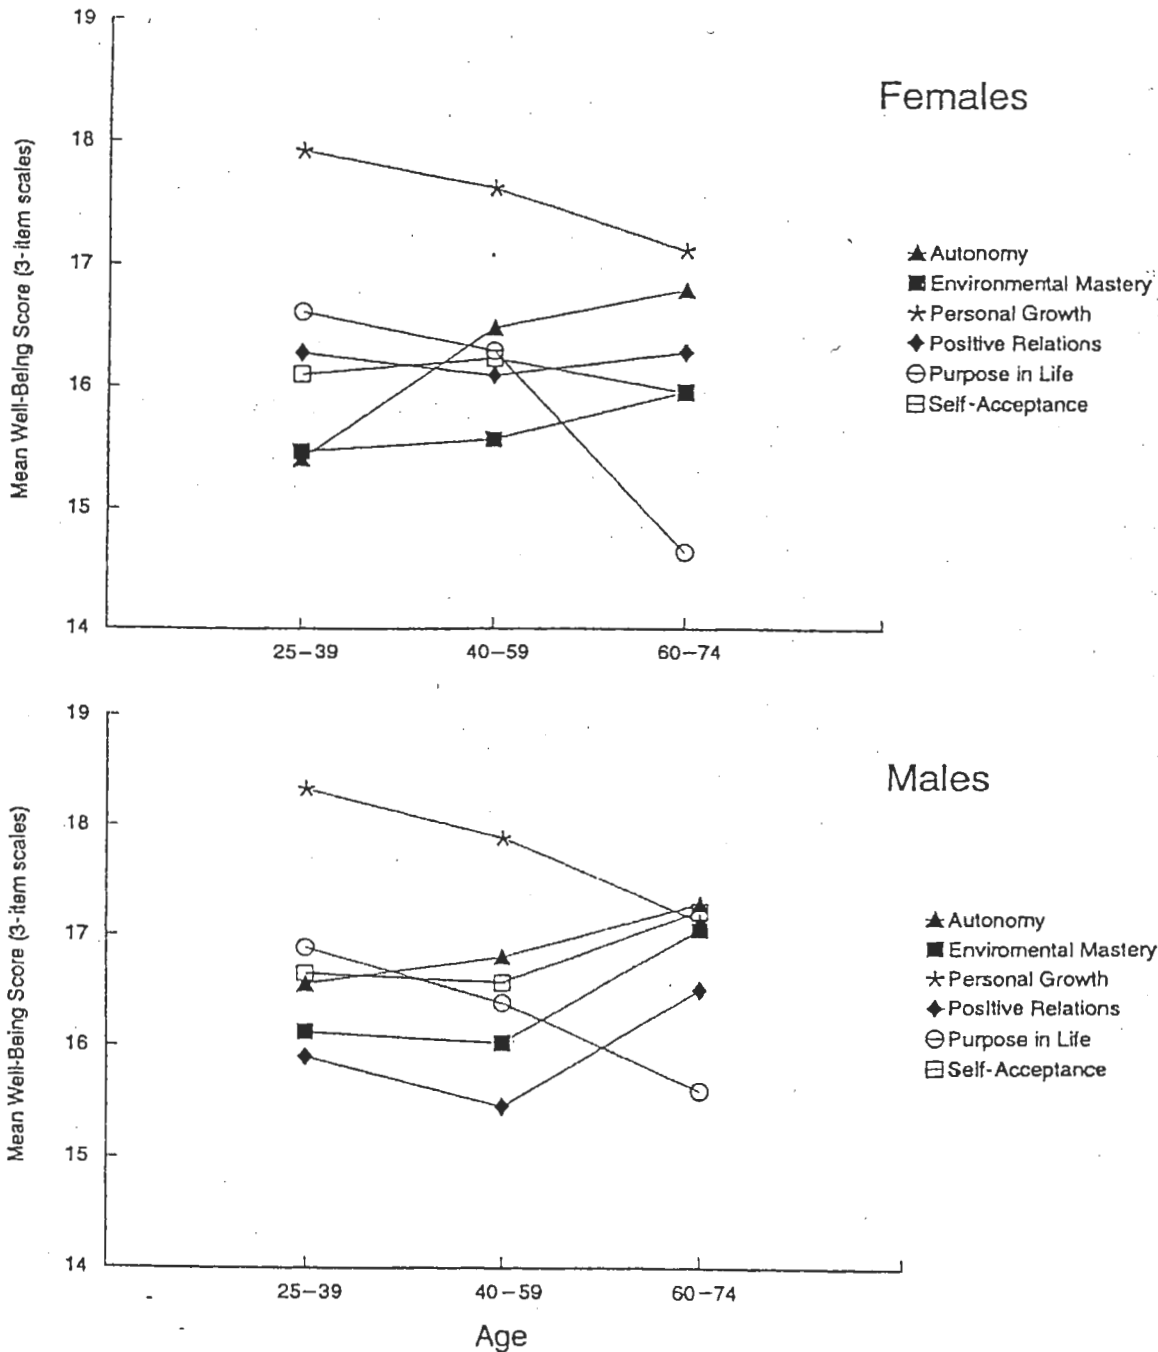 Females
Mean Well-Being Score (3-item scales)
19
18
17
16
15
14
25-39
40-59
60-74
Autonomy
Environmental Mastery
Personal Growth
Positive Relations
Purpose in Life
Self-Acceptance
Males
Mean Well-Being Score (3-item scales)
19
18
17
16
15
14
25-39
40-59
60-74
Age
Autonomy
Enviromental Mastery
Personal Growth
Positive Relations
Purpose in Life
Self-Acceptance